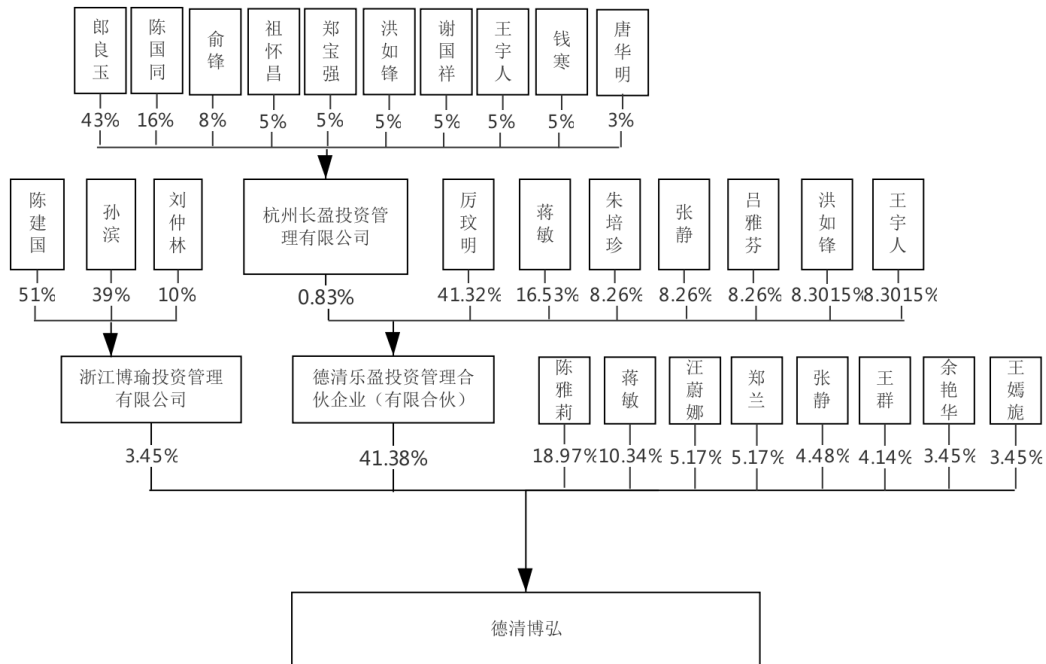 郎良玉
陈国同
俞锋
祖怀昌
郑宝强
洪如锋
谢国祥
王宇人
钱寒
唐华明
43%
16%
8%
5%
5%
5%
5%
5%
5%
3%
陈建国
孙滨
刘仲林
杭州长盈投资管
理有限公司
厉玟明
蒋敏
朱培珍
张静
吕雅芬
洪如锋
王宇人
51%
39%
10%
0.83%
41.32%
16.53%
8.26%
8.26%
8.26%
8.3015%
8.3015%
浙江博瑜投资管理
有限公司
德清乐盈投资管理合
伙企业（有限合伙）
陈雅莉
蒋敏
汪蔚娜
郑兰
张静
王群
余艳华
王嫣旎
3.45%
41.38%
18.97%
10.34%
5.17%
5.17%
4.48%
4.14%
3.45%
3.45%
德清博弘